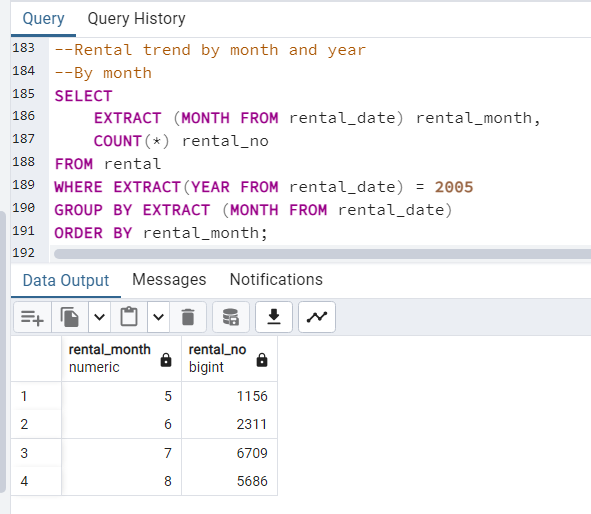 Query Query History
183 --Rental trend by month and year
184 --By month
185 SELECT
186 EXTRACT (MONTH FROM rental_date) rental_month,
187 COUNT(*) rental_no
188 FROM rental
189 WHERE EXTRACT(YEAR FROM rental_date) = 2005
190 GROUP BY EXTRACT (MONTH FROM rental_date)
191 ORDER BY rental_month;
192
Data Output Messages Notifications
rental_month rental_no
numeric bigint
1 5 1156
2 6 2311
3 7 6709
4 8 5686